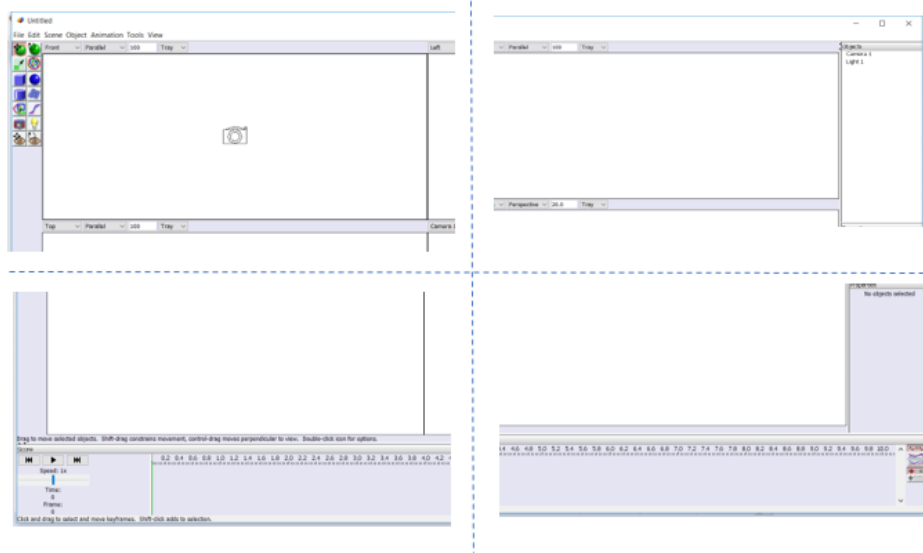 Untitled
File Edit Scene Object Animation Tools View
Front Parallel 100 Tray Left
Parallel 100 Tray
Objects
Camera 1
Light 1
Top Parallel 100 Tray Camera
Perspective 20.0 Tray
No objects selected
Drag to move selected objects. Shift-drag constrains movement, control-drag moves perpendicular to view. Double-click icon for options.
Scene
0.2 0.4 0.6 0.8 1.0 1.2 1.4 1.6 1.8 2.0 2.2 2.4 2.6 2.8 3.0 3.2 3.4 3.6 3.8 4.0 4.2
4.6 4.8 5.0 5.2 5.4 5.6 5.8 6.0 6.2 6.4 6.6 6.8 7.0 7.2 7.4 7.6 7.8 8.0 8.2 8.4 8.6 8.8 9.0 9.2 9.4 9.6 9.8 10.0
Speed: 1x
Time:
0
Frame:
0
Click and drag to select and move keyframes. Shift-click adds to selection.